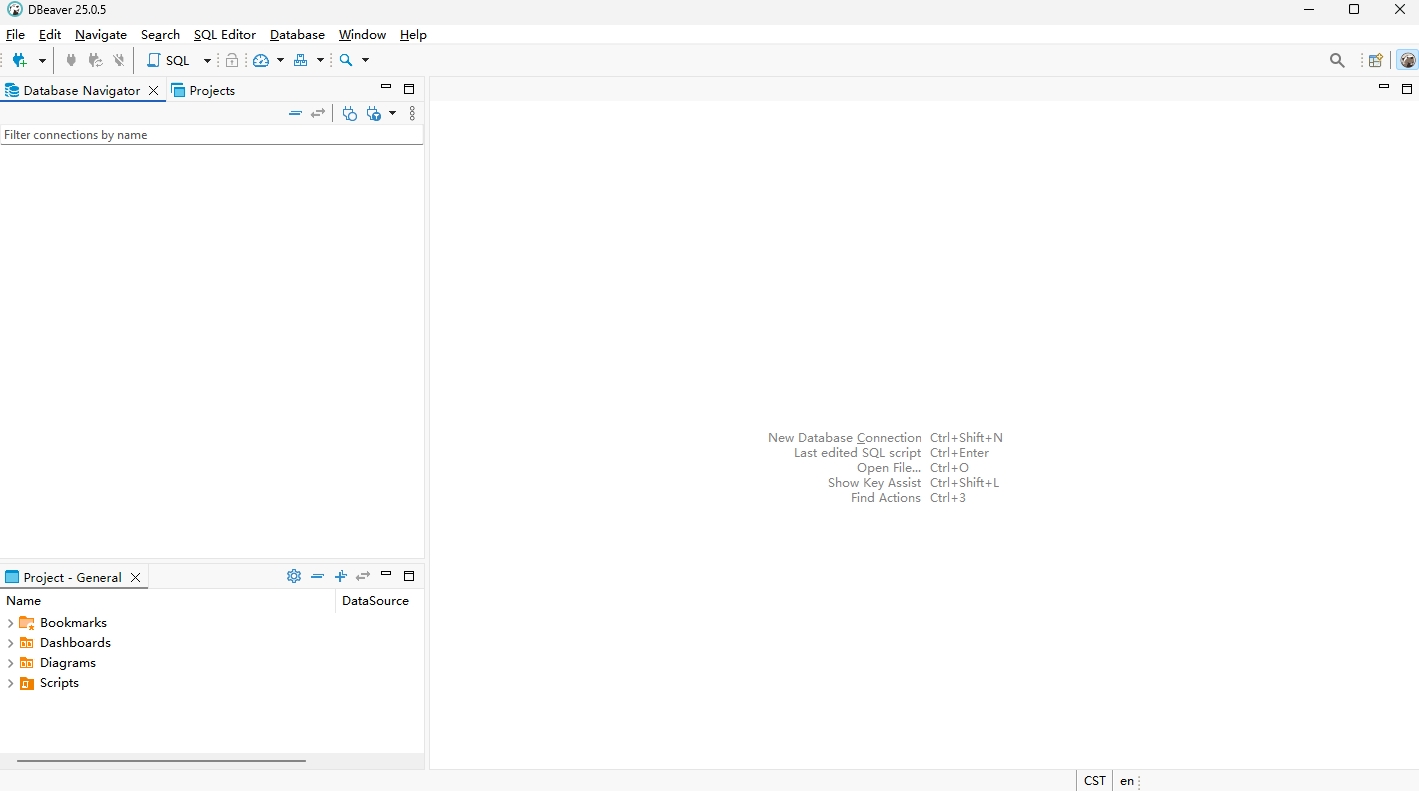 DBeaver 25.0.5
File Edit Navigate Search SQL Editor Database Window Help
SQL
Database Navigator Projects
Filter connections by name
New Database Connection Ctrl+Shift+N
Last edited SQL script Ctrl+Enter
Open File... Ctrl+O
Show Key Assist Ctrl+Shift+L
Find Actions Ctrl+3
Project - General
Name DataSource
Bookmarks
Dashboards
Diagrams
Scripts
CST en